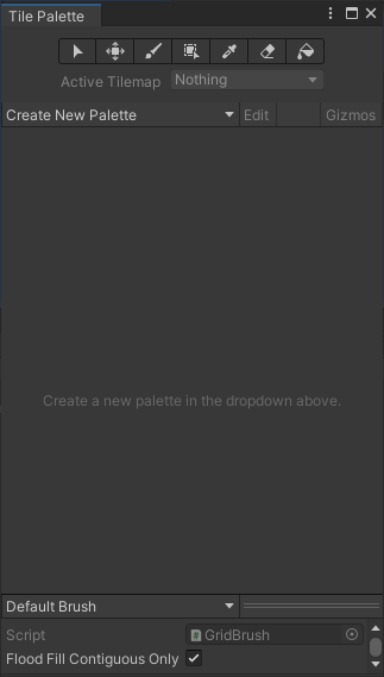 Tile Palette
Active Tilemap Nothing
Create New Palette Edit Gizmos
Create a new palette in the dropdown above.
Default Brush
Script GridBrush
Flood Fill Contiguous Only